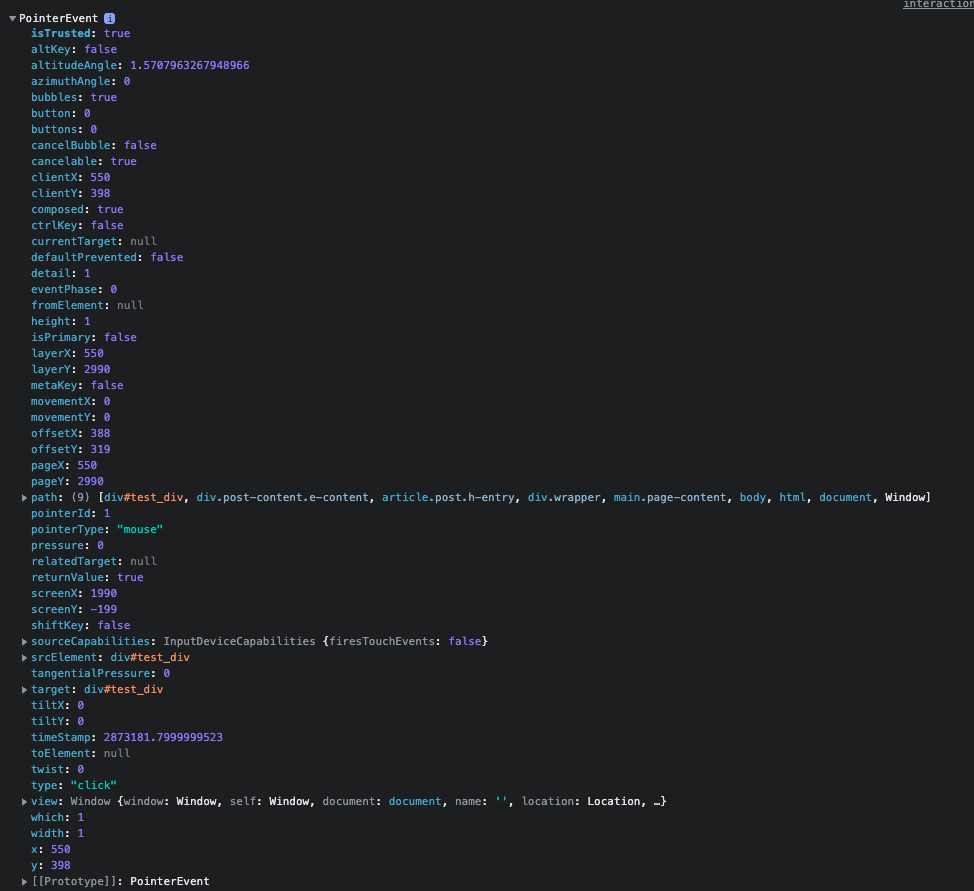 interaction
PointerEvent i
isTrusted: true
altKey: false
altitudeAngle: 1.5707963267948966
azimuthAngle: 0
bubbles: true
button: 0
buttons: 0
cancelBubble: false
cancelable: true
clientX: 550
clientY: 398
composed: true
ctrlKey: false
currentTarget: null
defaultPrevented: false
detail: 1
eventPhase: 0
fromElement: null
height: 1
isPrimary: false
layerX: 550
layerY: 2990
metaKey: false
movementX: 0
movementY: 0
offsetX: 388
offsetY: 319
pageX: 550
pageY: 2990
path: (9) [div#test_div, div.post-content.e-content, article.post.h-entry, div.wrapper, main.page-content, body, html, document, Window]
pointerId: 1
pointerType: "mouse"
pressure: 0
relatedTarget: null
returnValue: true
screenX: 1990
screenY: -199
shiftKey: false
sourceCapabilities: InputDeviceCapabilities {firesTouchEvents: false}
srcElement: div#test_div
tangentialPressure: 0
target: div#test_div
tiltX: 0
tiltY: 0
timeStamp: 2873181.7999999523
toElement: null
twist: 0
type: "click"
view: Window {window: Window, self: Window, document: document, name: '', location: Location, …}
which: 1
width: 1
x: 550
y: 398
[[Prototype]]: PointerEvent